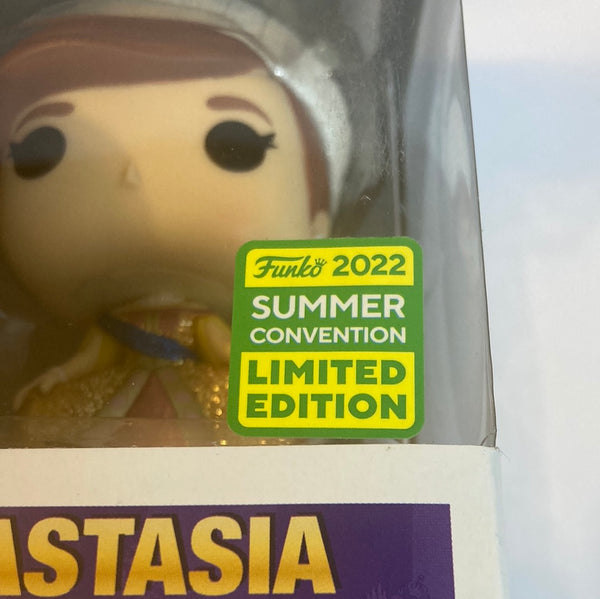 Funko 2022
SUMMER
CONVENTION
LIMITED
EDITION
ASTASIA